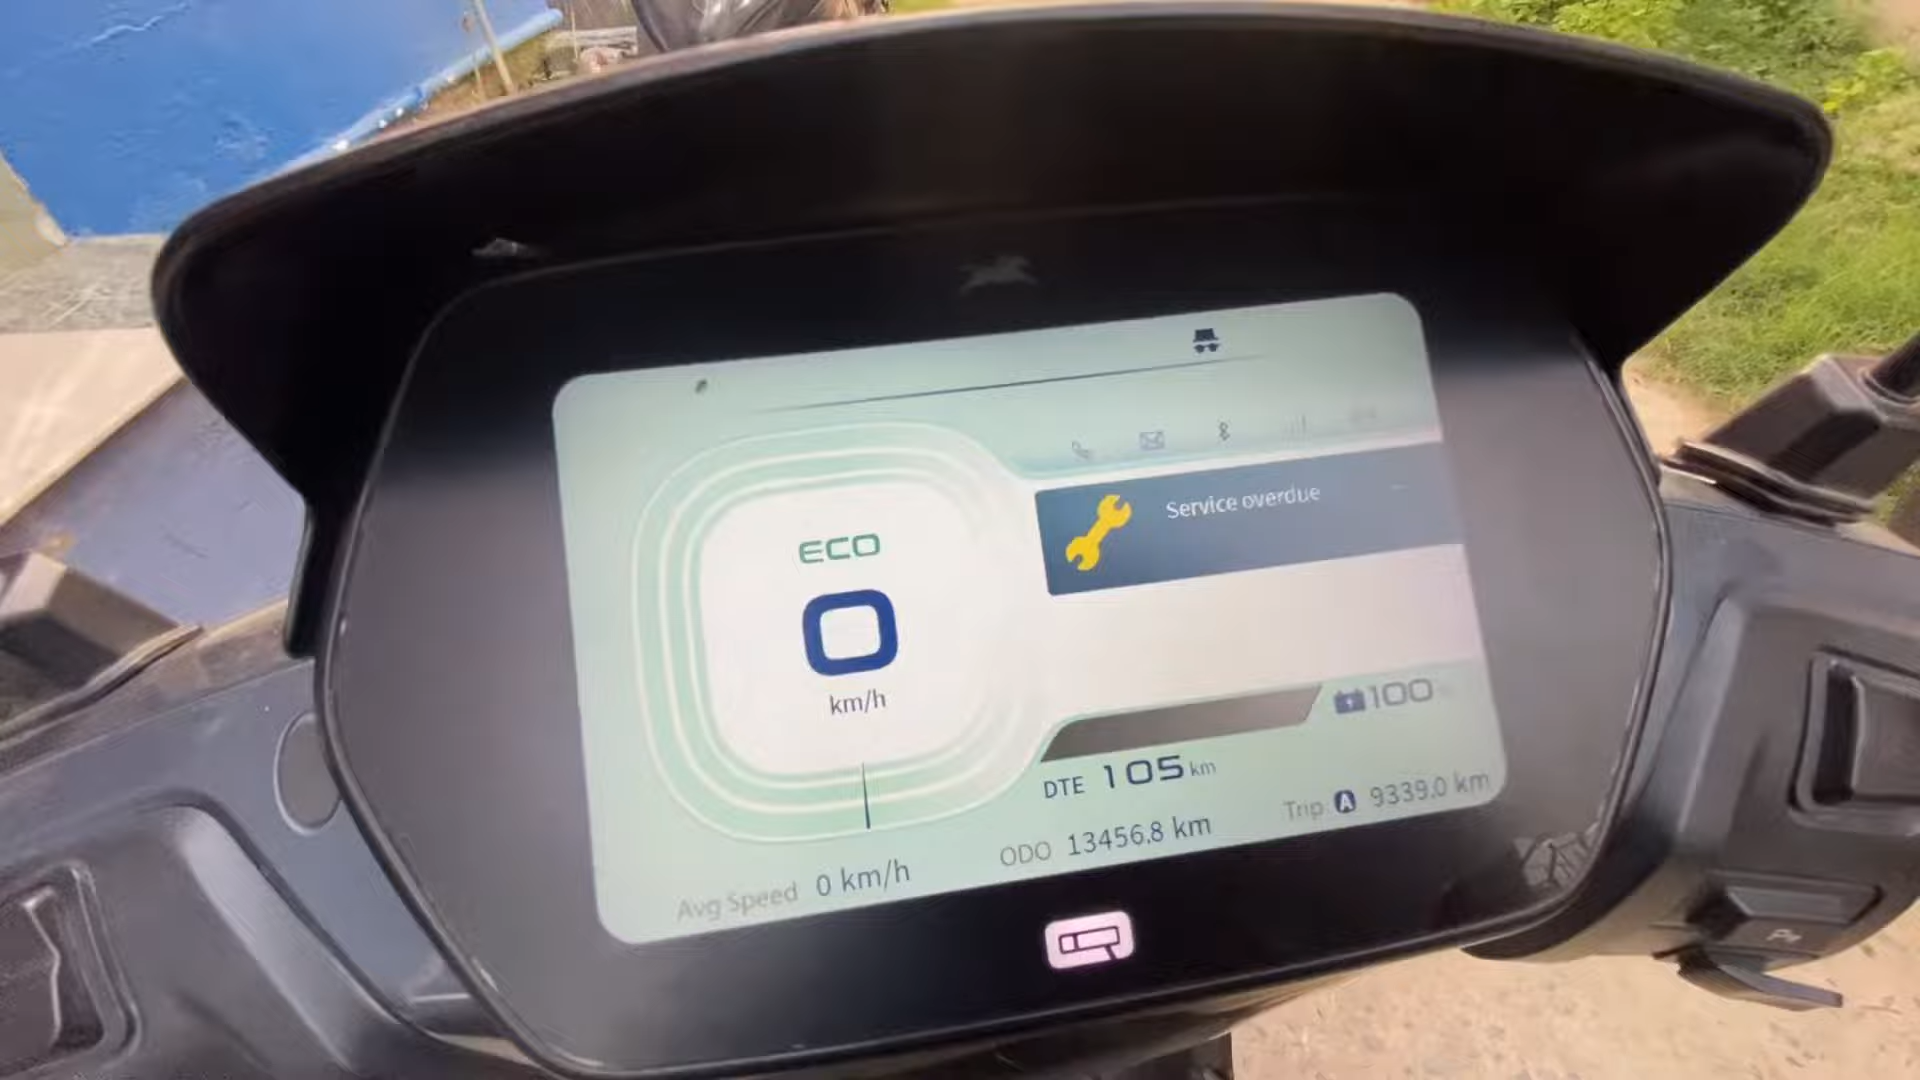 Service overdue
ECO
0
km/h
100
DTE 105 km
Avg Speed 0 km/h
ODO 13456.8 km
Trip A 9339.0 km